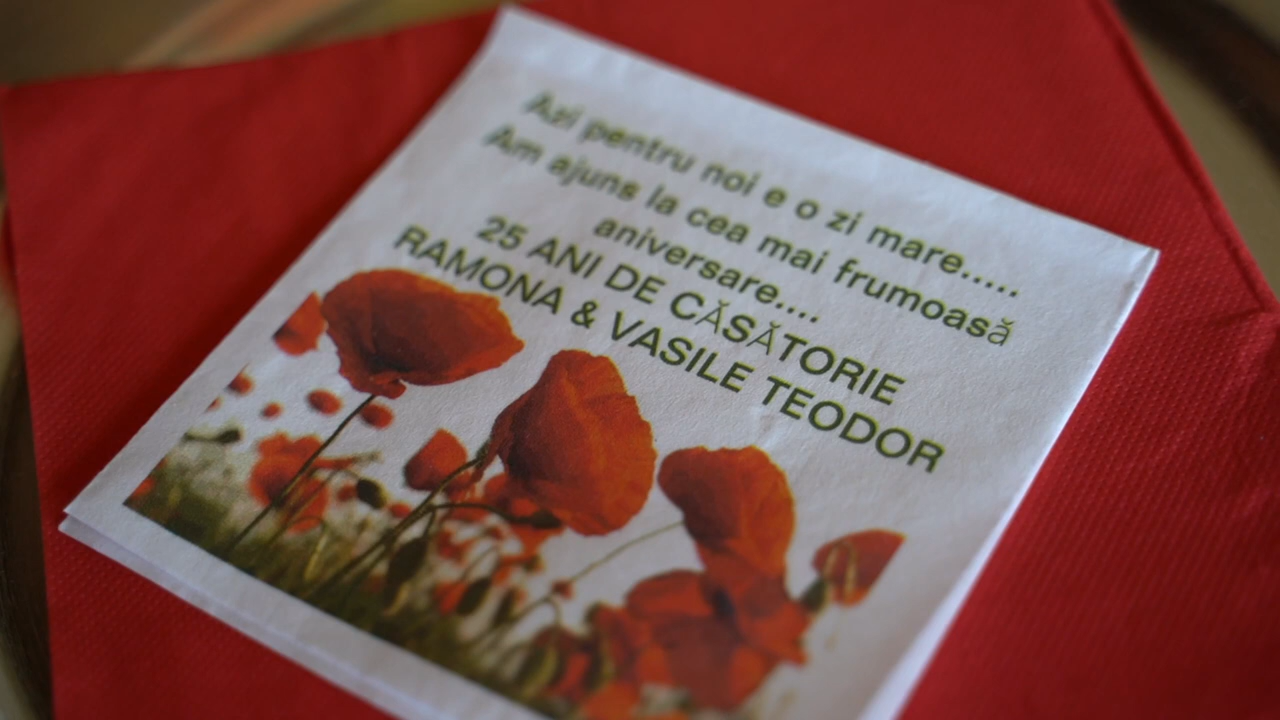 Azi pentru noi e o zi mare.....
Am ajuns la cea mai frumoasă
aniversare....
25 ANI DE CĂSĂTORIE
RAMONA & VASILE TEODOR